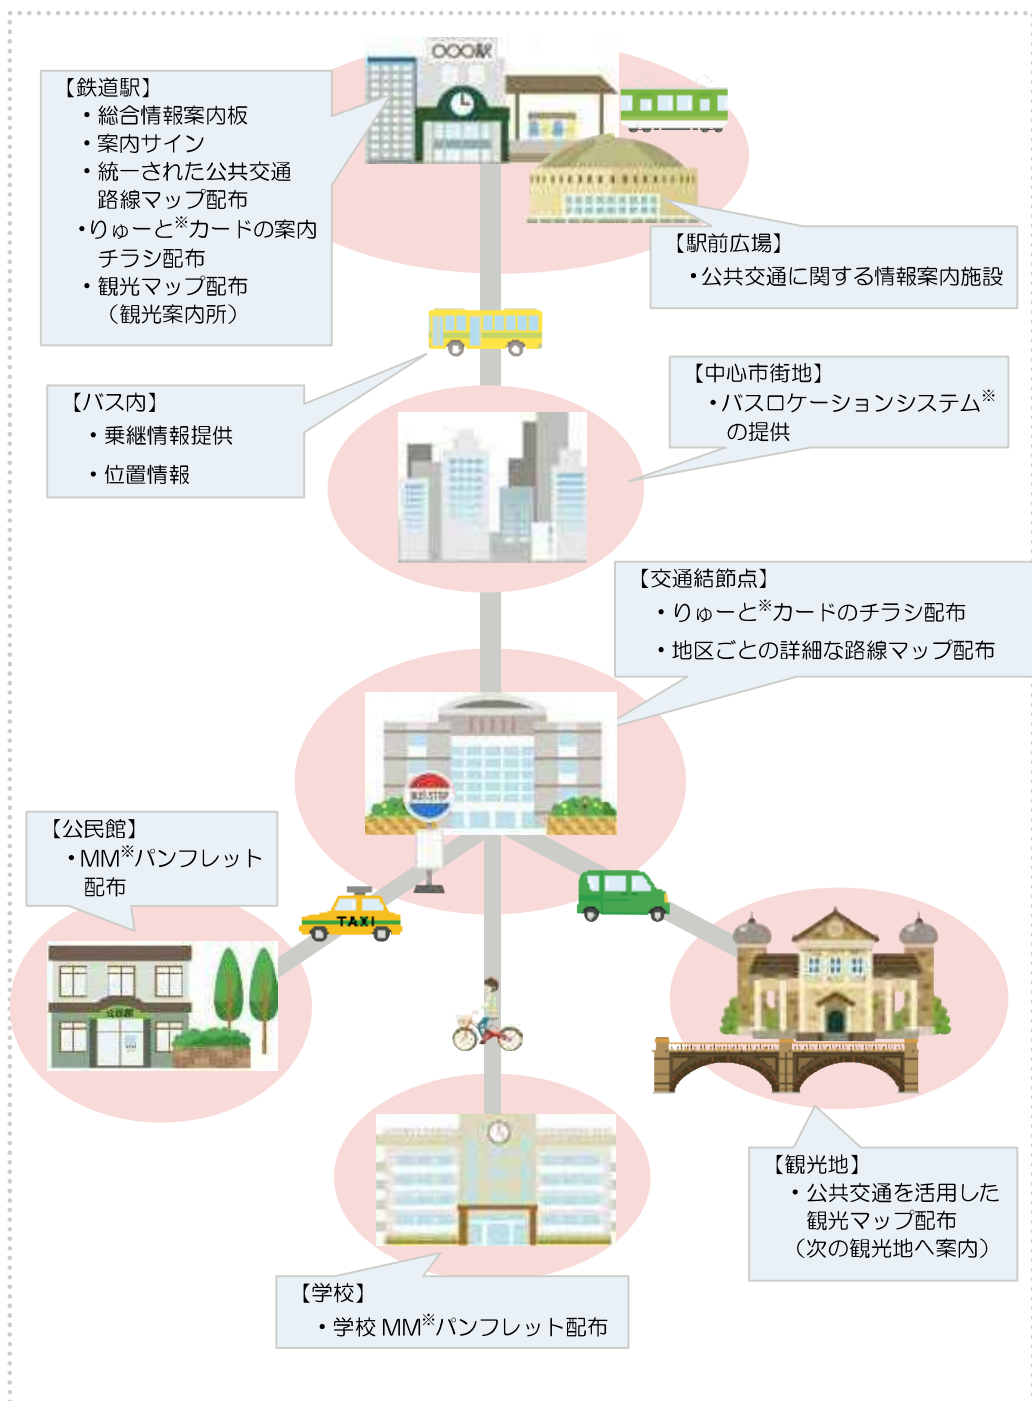 ○○○駅
【鉄道駅】
・総合情報案内板
・案内サイン
・統一された公共交通
路線マップ配布
・りゅーと※カードの案内
チラシ配布
・観光マップ配布
（観光案内所）
【駅前広場】
・公共交通に関する情報案内施設
【バス内】
・乗継情報提供
・位置情報
【中心市街地】
・バスロケーションシステム※
の提供
【交通結節点】
・りゅーと※カードのチラシ配布
・地区ごとの詳細な路線マップ配布
BUS STOP
【公民館】
・MM※パンフレット
配布
TAXI
公民館
【観光地】
・公共交通を活用した
観光マップ配布
（次の観光地へ案内）
【学校】
・学校 MM※パンフレット配布